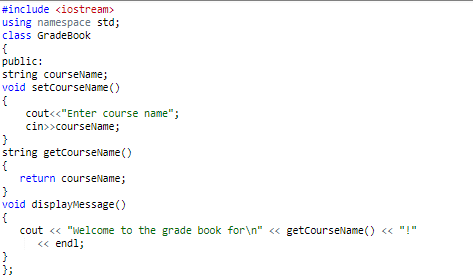 #include <iostream>
using namespace std;
class GradeBook
{
public:
string courseName;
void setCourseName()
{
    cout<<"Enter course name";
    cin>>courseName;
}
string getCourseName()
{
   return courseName;
}
void displayMessage()
{
   cout << "Welcome to the grade book for\n" << getCourseName() << "!"
      << endl;
}
};